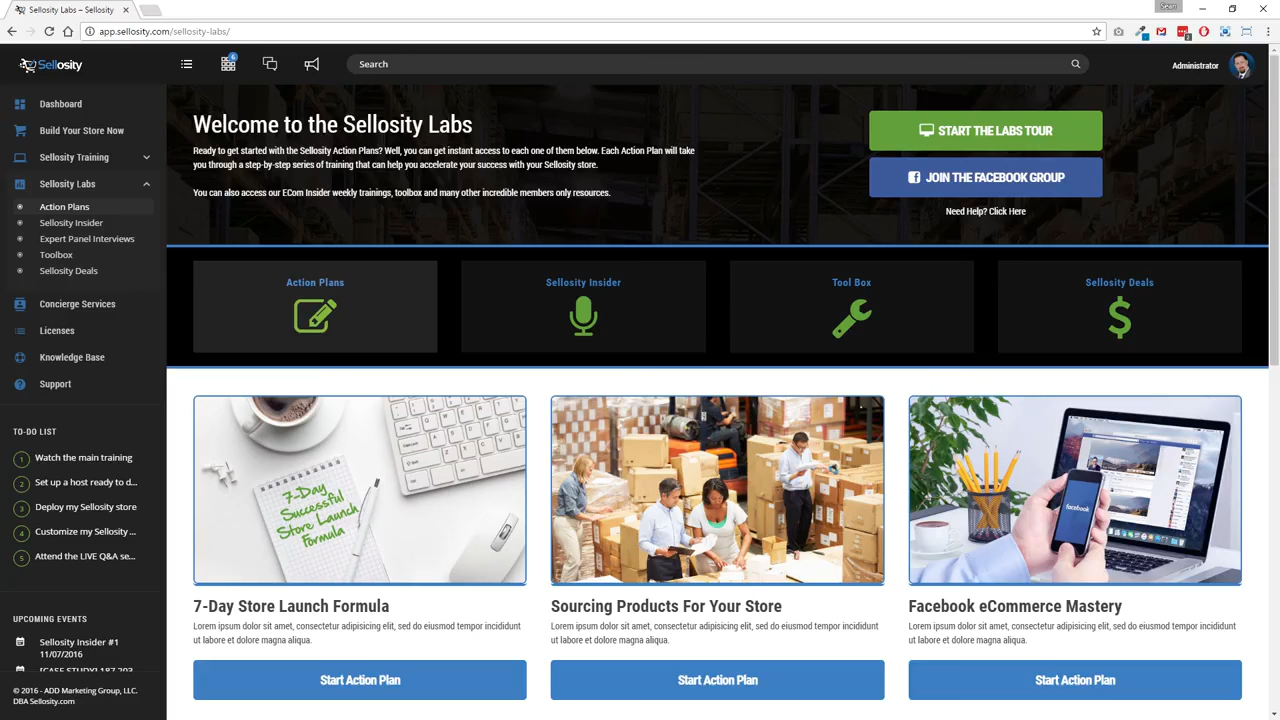 Sellosity Labs – Sellosity
Sean
app.sellosity.com/sellosity-labs/
2
Sellosity
6
Search
Administrator
Dashboard
Build Your Store Now
Sellosity Training
Sellosity Labs
Action Plans
Sellosity Insider
Expert Panel Interviews
Toolbox
Sellosity Deals
Concierge Services
Licenses
Knowledge Base
Support
TO-DO LIST
1 Watch the main training
2 Set up a host ready to d...
3 Deploy my Sellosity store
4 Customize my Sellosity ...
5 Attend the LIVE Q&A se...
UPCOMING EVENTS
Sellosity Insider #1
11/07/2016
[CASE STUDY] 187,203
© 2016 - ADD Marketing Group, LLC.
DBA Sellosity.com
Welcome to the Sellosity Labs
Ready to get started with the Sellosity Action Plans? Well, you can get instant access to each one of them below. Each Action Plan will take
you through a step-by-step series of training that can help you accelerate your success with your Sellosity store.
You can also access our ECom Insider weekly trainings, toolbox and many other incredible members only resources.
START THE LABS TOUR
JOIN THE FACEBOOK GROUP
Need Help? Click Here
Action Plans
Sellosity Insider
Tool Box
Sellosity Deals
7-Day
Successful
Store Launch
Formula
facebook
7-Day Store Launch Formula
Lorem ipsum dolor sit amet, consectetur adipisicing elit, sed do eiusmod tempor incididunt
ut labore et dolore magna aliqua.
Start Action Plan
Sourcing Products For Your Store
Lorem ipsum dolor sit amet, consectetur adipisicing elit, sed do eiusmod tempor incididunt
ut labore et dolore magna aliqua.
Start Action Plan
Facebook eCommerce Mastery
Lorem ipsum dolor sit amet, consectetur adipisicing elit, sed do eiusmod tempor incididunt
ut labore et dolore magna aliqua.
Start Action Plan